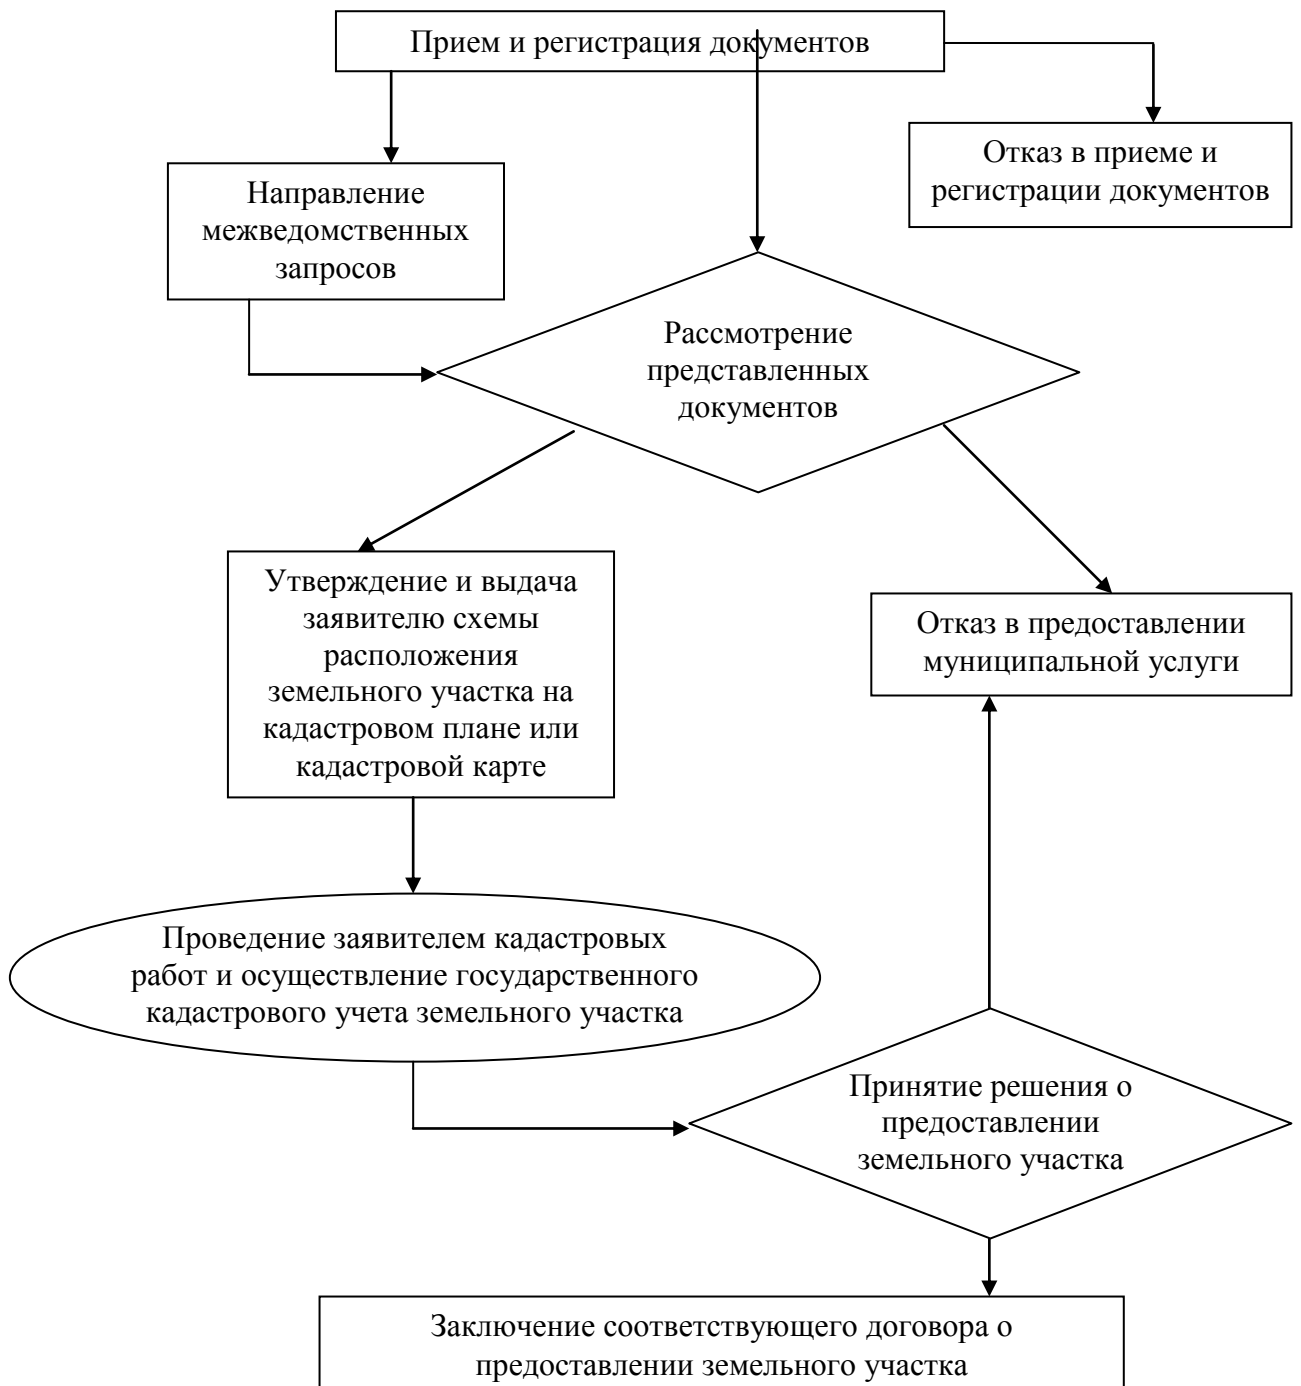 Прием и регистрация документов
Отказ в приеме и
регистрации документов
Направление
межведомственных
запросов
Рассмотрение
представленных
документов
Утверждение и выдача
заявителю схемы
расположения
земельного участка на
кадастровом плане или
кадастровой карте
Отказ в предоставлении
муниципальной услуги
Проведение заявителем кадастровых
работ и осуществление государственного
кадастрового учета земельного участка
Принятие решения о
предоставлении
земельного участка
Заключение соответствующего договора о
предоставлении земельного участка